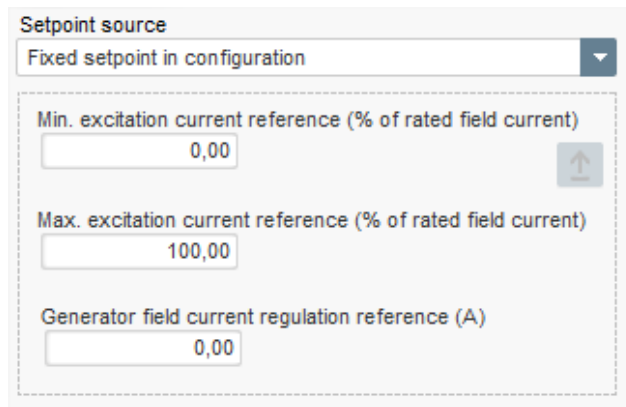 Setpoint source
Fixed setpoint in configuration
Min. excitation current reference (% of rated field current)
0,00
Max. excitation current reference (% of rated field current)
100,00
Generator field current regulation reference (A)
0,00